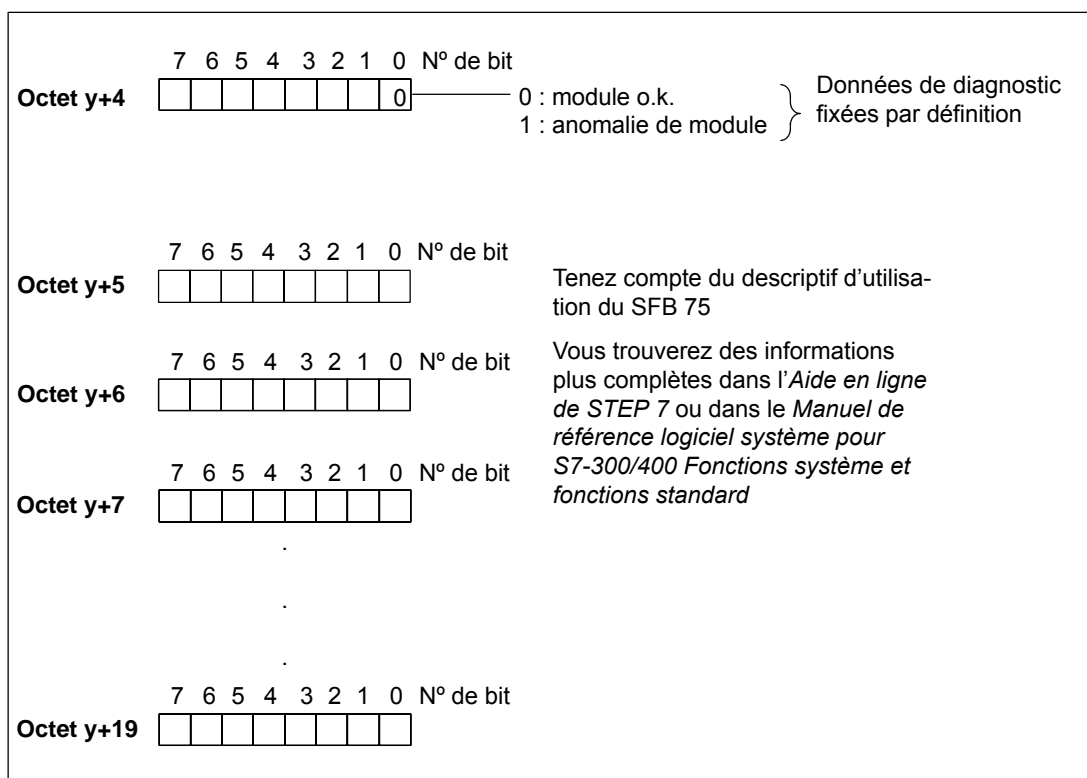 7 6 5 4 3 2 1 0 Nº de bit
Octet y+4
0
0 : module o.k.
1 : anomalie de module
Données de diagnostic
fixées par définition
7 6 5 4 3 2 1 0 Nº de bit
Octet y+5
Tenez compte du descriptif d’utilisa-
tion du SFB 75
7 6 5 4 3 2 1 0 Nº de bit
Octet y+6
Vous trouverez des informations
plus complètes dans l’Aide en ligne
de STEP 7 ou dans le Manuel de
référence logiciel système pour
S7-300/400 Fonctions système et
fonctions standard
7 6 5 4 3 2 1 0 Nº de bit
Octet y+7
.
.
.
7 6 5 4 3 2 1 0 Nº de bit
Octet y+19